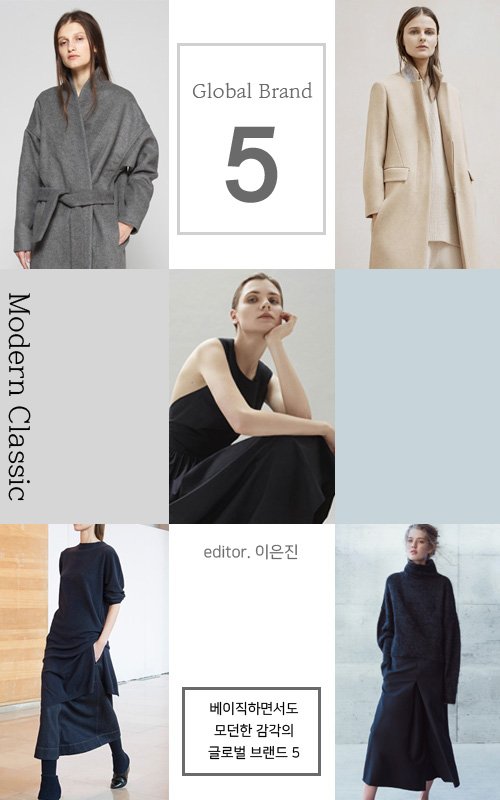 Global Brand
5
Modern Classic
editor. 이은진
베이직하면서도
모던한 감각의
글로벌 브랜드 5